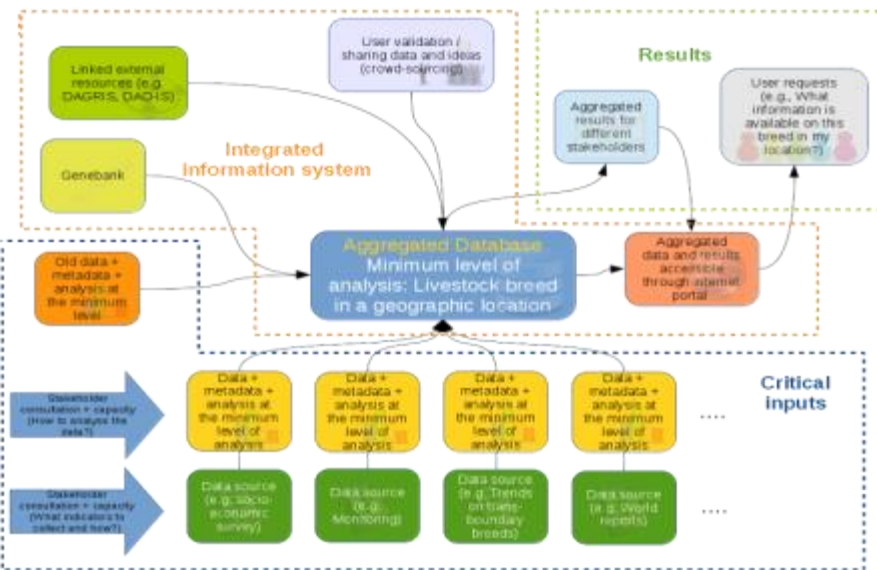 Linked external
resources (e.g.
DAGRIS, DAD-IS)
User validation /
sharing data and ideas
(crowd-sourcing)
Results
Aggregated
results for
different
stakeholders
User requests
(e.g., What
information is
available on this
breed in my
location?)
Integrated
Information system
Genebank
Aggregated Database
Minimum level of
analysis: Livestock breed
in a geographic location
Aggregated
data and results
accessible
through internet
portal
Old data +
metadata +
analysis at
the minimum
level
Critical
inputs
Stakeholder
consultation + capacity
(How to analyse the
data?)
Data +
metadata +
analysis at
the minimum
level of
analysis
Data +
metadata +
analysis at
the minimum
level of
analysis
Data +
metadata +
analysis at
the minimum
level of
analysis
Data +
metadata +
analysis at
the minimum
level of
analysis
....
Stakeholder
consultation + capacity
(What indicators to
collect and how?)
Data source
(e.g. Socio-
economic
survey)
Data source
(e.g.
Monitoring)
Data source
(e.g. Trends
on trans-
boundary
breeds)
Data source
(e.g. World
reports)
....